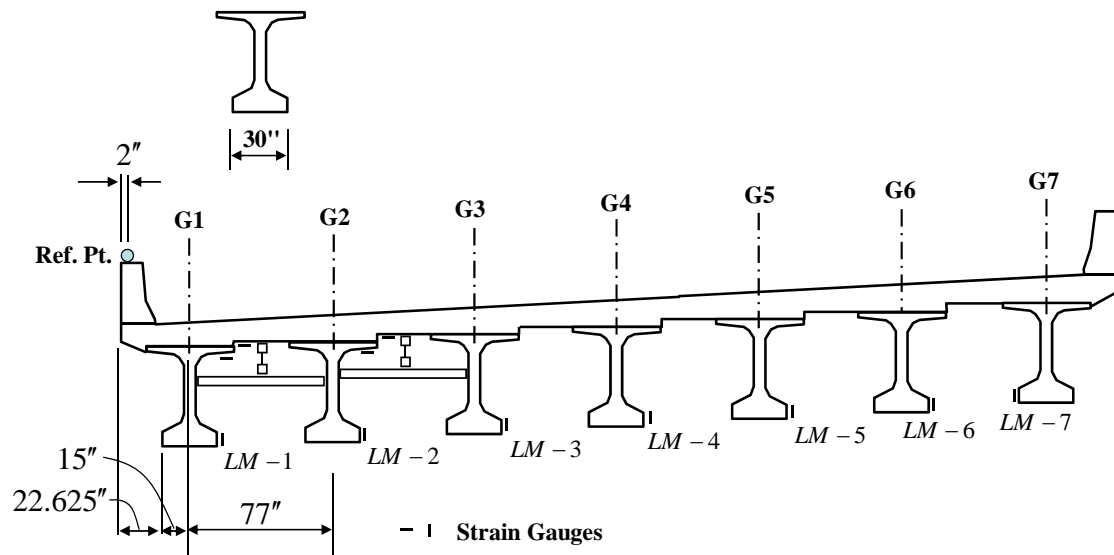 30"
2"
G1
G2
G3
G4
G5
G6
G7
Ref. Pt.
LM – 1
LM – 2
LM – 3
LM – 4
LM – 5
LM – 6
LM – 7
15"
22.625"
77"
Strain Gauges